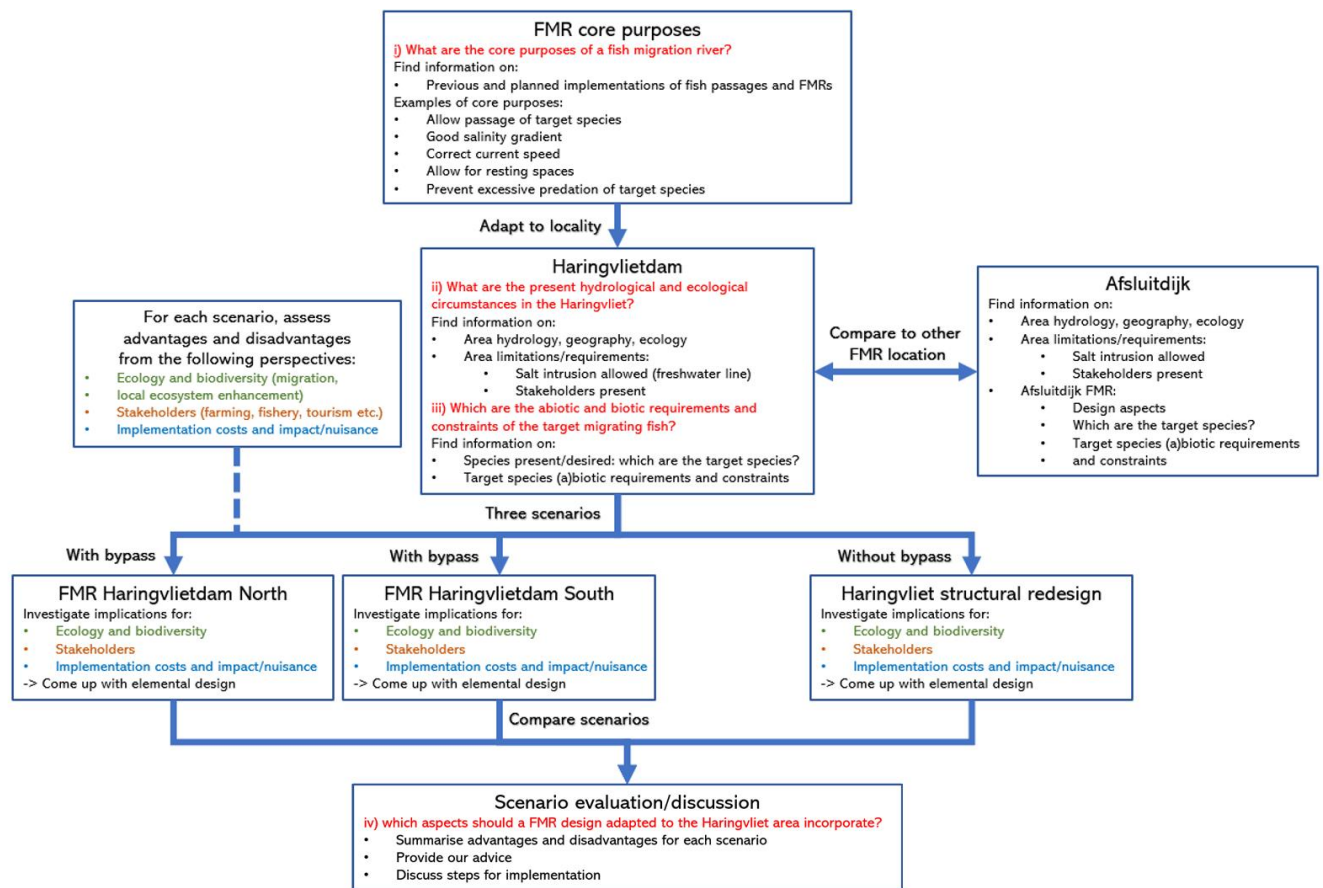 FMR core purposes
i) What are the core purposes of a fish migration river?
Find information on:
• Previous and planned implementations of fish passages and FMRs
Examples of core purposes:
• Allow passage of target species
• Good salinity gradient
• Correct current speed
• Allow for resting spaces
• Prevent excessive predation of target species
Adapt to locality
Haringvlietdam
ii) What are the present hydrological and ecological
circumstances in the Haringvliet?
Find information on:
• Area hydrology, geography, ecology
• Area limitations/requirements:
• Salt intrusion allowed (freshwater line)
• Stakeholders present
iii) Which are the abiotic and biotic requirements and
constraints of the target migrating fish?
Find information on:
• Species present/desired: which are the target species?
• Target species (a)biotic requirements and constraints
Compare to other
FMR location
Afsluitdijk
Find information on:
• Area hydrology, geography, ecology
• Area limitations/requirements:
• Salt intrusion allowed
• Stakeholders present
• Afsluitdijk FMR:
• Design aspects
• Which are the target species?
• Target species (a)biotic requirements
• and constraints
For each scenario, assess
advantages and disadvantages
from the following perspectives:
• Ecology and biodiversity (migration,
• local ecosystem enhancement)
• Stakeholders (farming, fishery, tourism etc.)
• Implementation costs and impact/nuisance
Three scenarios
With bypass
With bypass
Without bypass
FMR Haringvlietdam North
Investigate implications for:
• Ecology and biodiversity
• Stakeholders
• Implementation costs and impact/nuisance
-> Come up with elemental design
FMR Haringvlietdam South
Investigate implications for:
• Ecology and biodiversity
• Stakeholders
• Implementation costs and impact/nuisance
-> Come up with elemental design
Haringvliet structural redesign
Investigate implications for:
• Ecology and biodiversity
• Stakeholders
• Implementation costs and impact/nuisance
-> Come up with elemental design
Compare scenarios
Scenario evaluation/discussion
iv) which aspects should a FMR design adapted to the Haringvliet area incorporate?
• Summarise advantages and disadvantages for each scenario
• Provide our advice
• Discuss steps for implementation